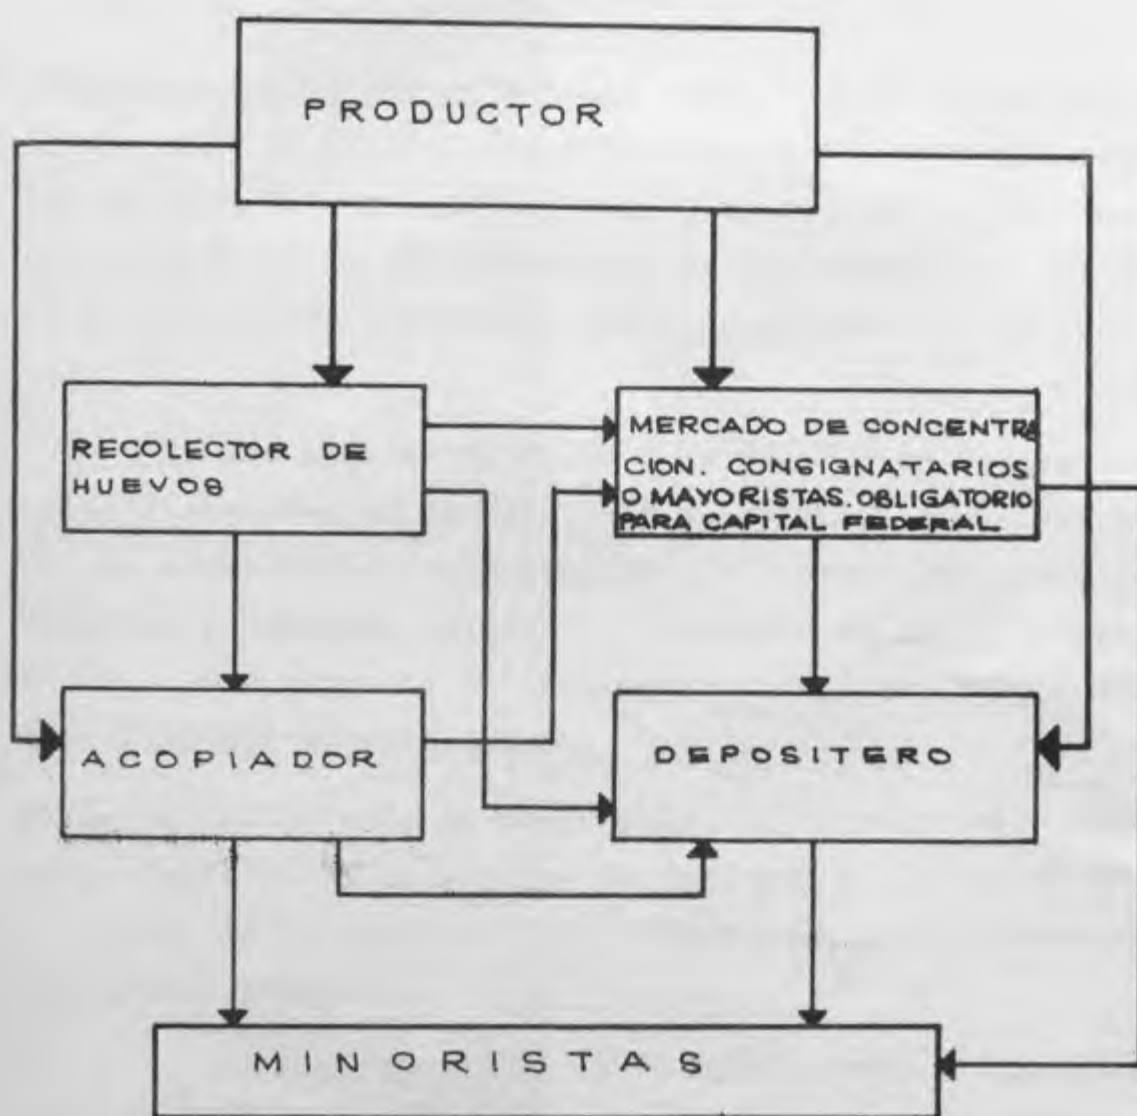 PRODUCTOR
RECOLECTOR DE
HUEVOS
MERCADO DE CONCENTRA
CION. CONSIGNATARIOS
O MAYORISTAS. OBLIGATORIO
PARA CAPITAL FEDERAL
ACOPIADOR
DEPOSITERO
MINORISTAS